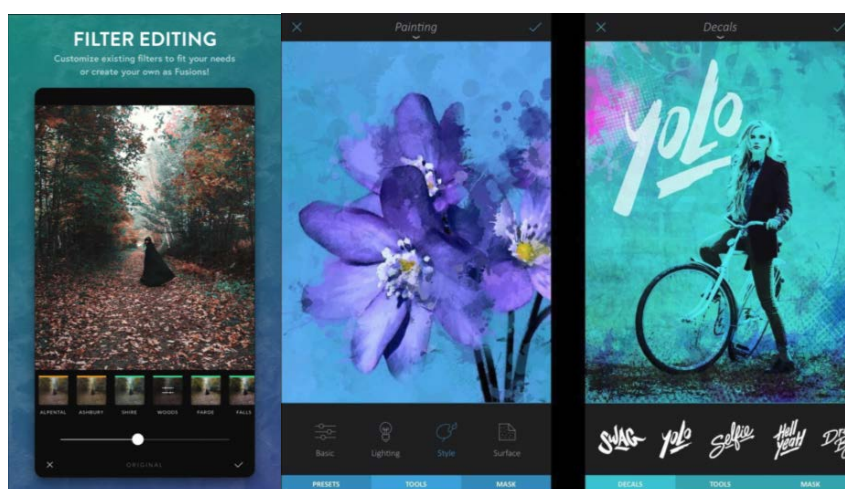 FILTER EDITING
Customize existing filters to fit your needs
or create your own as Fusions!
ALPENTAL ASHBURY SHIRE WOODS FARGE FALLS
ORIGINAL
Painting
Basic Lighting Style Surface
PRESETS TOOLS MASK
Decals
YOLO
SWAG YOLO Selfie Hell Yeah
DECALS TOOLS MASK